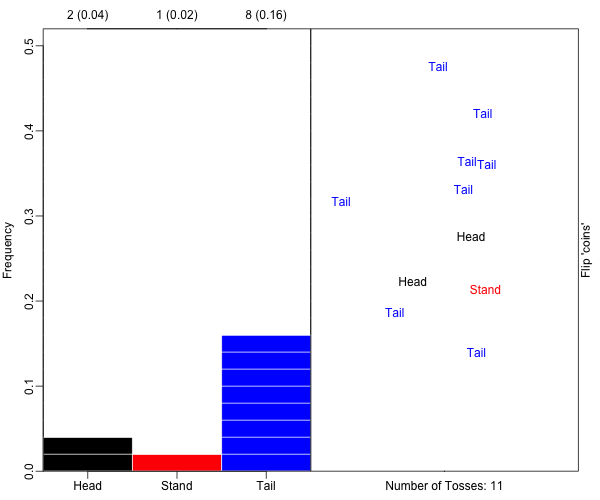 2 (0.04) 1 (0.02) 8 (0.16)
Frequency
0.5
0.4
0.3
0.2
0.1
0.0
Head Stand Tail
Tail
Tail
Tail Tail
Tail
Tail
Head
Head
Stand
Tail
Tail
Number of Tosses: 11
Flip 'coins'